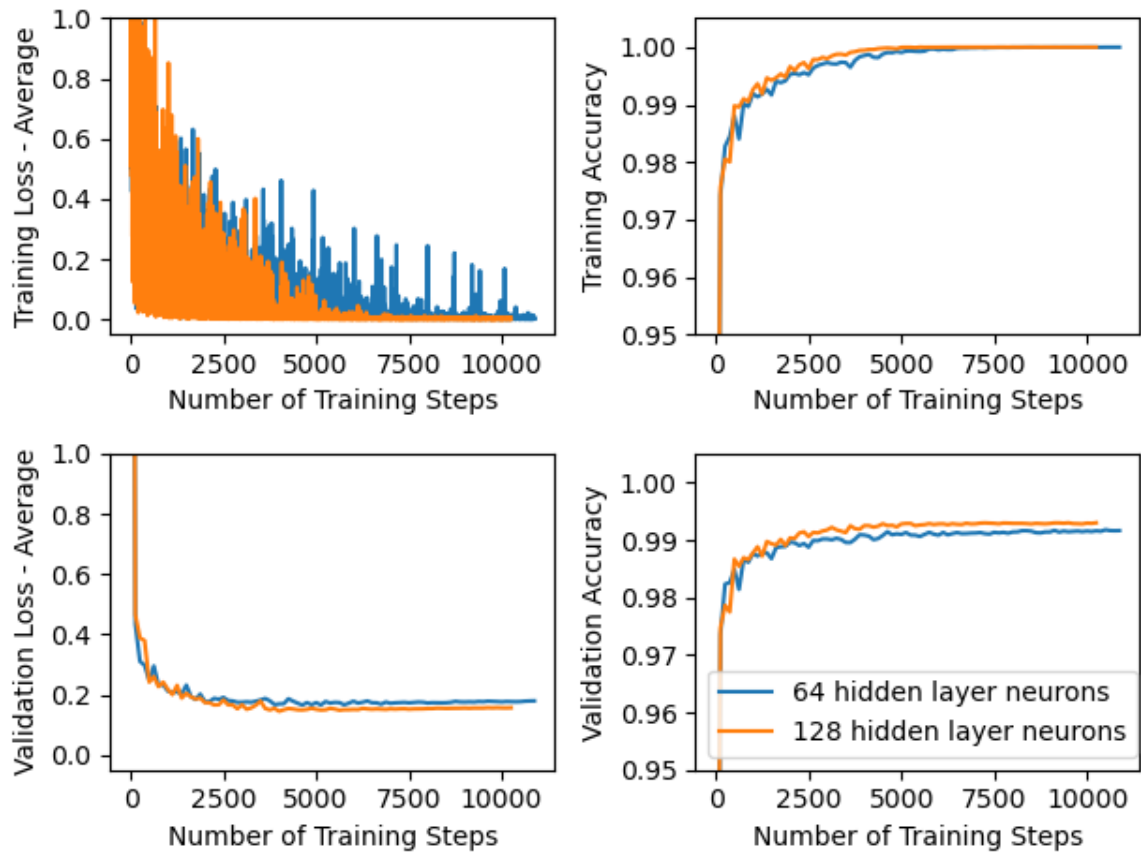 Training Loss - Average
1.0
0.8
0.6
0.4
0.2
0.0
0 2500 5000 7500 10000
Number of Training Steps
Training Accuracy
1.00
0.99
0.98
0.97
0.96
0.95
0 2500 5000 7500 10000
Number of Training Steps
Validation Loss - Average
1.0
0.8
0.6
0.4
0.2
0.0
0 2500 5000 7500 10000
Number of Training Steps
Validation Accuracy
1.00
0.99
0.98
0.97
0.96
0.95
64 hidden layer neurons
128 hidden layer neurons
0 2500 5000 7500 10000
Number of Training Steps